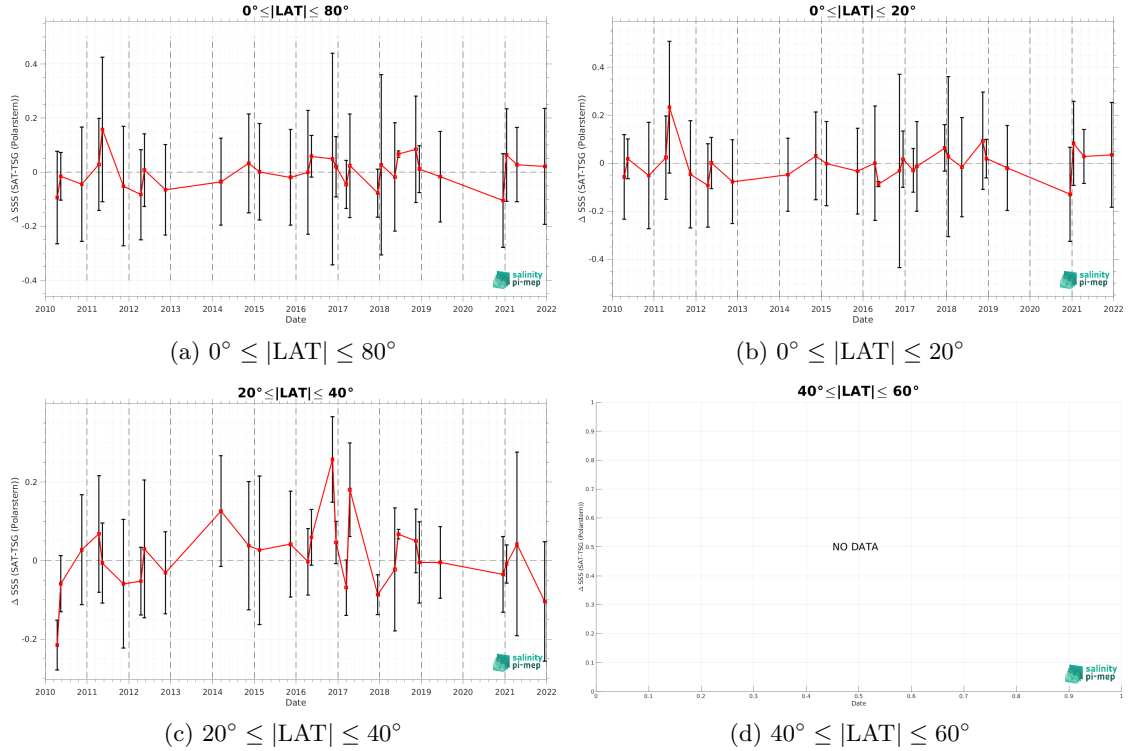 0°≤|LAT|≤ 80°
Δ SSS (SAT-TSG (Polarstern))
0.4
0.2
0
-0.2
-0.4
2010 2011 2012 2013 2014 2015 2016 2017 2018 2019 2020 2021 2022
Date
salinity
pi-mep
(a) 0° ≤ |LAT| ≤ 80°
0°≤|LAT|≤ 20°
Δ SSS (SAT-TSG (Polarstern))
0.4
0.2
0
-0.2
-0.4
2010 2011 2012 2013 2014 2015 2016 2017 2018 2019 2020 2021 2022
Date
salinity
pi-mep
(b) 0° ≤ |LAT| ≤ 20°
20°≤|LAT|≤ 40°
Δ SSS (SAT-TSG (Polarstern))
0.2
0
-0.2
2010 2011 2012 2013 2014 2015 2016 2017 2018 2019 2020 2021 2022
Date
salinity
pi-mep
(c) 20° ≤ |LAT| ≤ 40°
40°≤|LAT|≤ 60°
Δ SSS (SAT-TSG (Polarstern))
1
0.9
0.8
0.7
0.6
0.5
0.4
0.3
0.2
0.1
0
NO DATA
0 0.1 0.2 0.3 0.4 0.5 0.6 0.7 0.8 0.9 1
Date
salinity
pi-mep
(d) 40° ≤ |LAT| ≤ 60°